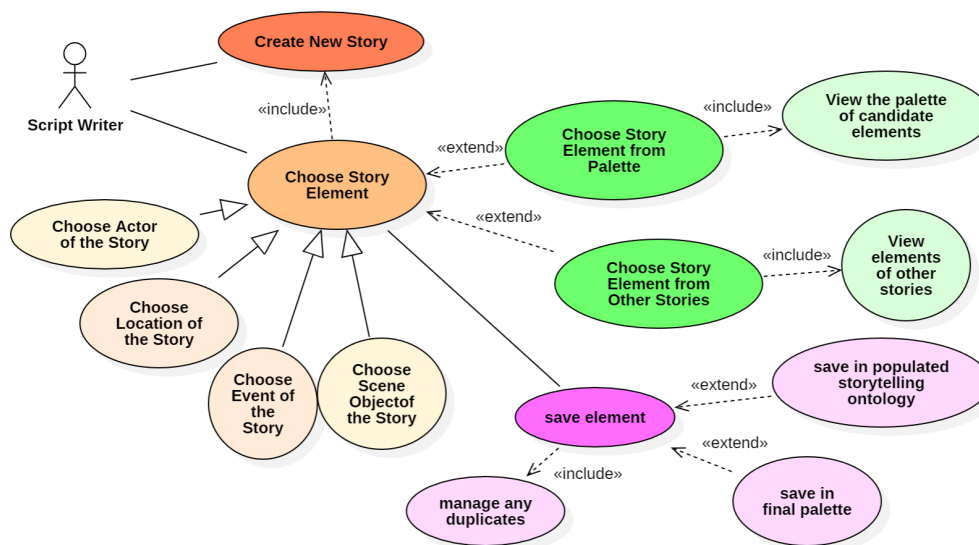 Create New Story
Script Writer
«include»
Choose Story
Element
«extend»
Choose Story
Element from
Palette
«include»
View the palette
of candidate
elements
Choose Actor
of the Story
«extend»
Choose Story
Element from
Other Stories
«include»
View
elements
of other
stories
Choose
Location of
the Story
Choose
Event of
the
Story
Choose
Scene
Objectof
the Story
save element
«extend»
save in populated
storytelling
ontology
«extend»
save in
final palette
«include»
manage any
duplicates